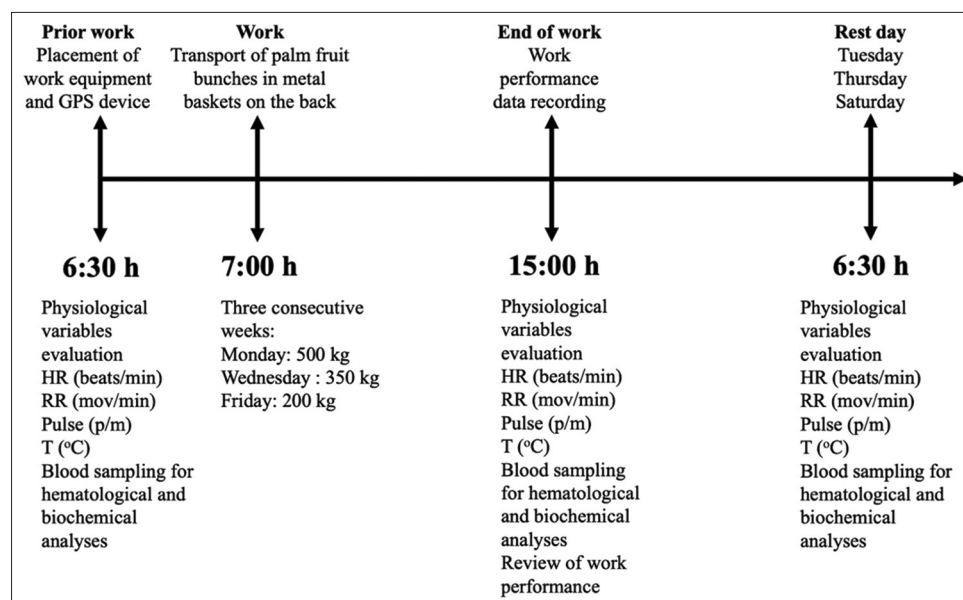 Prior work
Placement of
work equipment
and GPS device
Work
Transport of palm fruit
bunches in metal
baskets on the back
End of work
Work
performance
data recording
Rest day
Tuesday
Thursday
Saturday
6:30 h
Physiological
variables
evaluation
HR (beats/min)
RR (mov/min)
Pulse (p/m)
T (°C)
Blood sampling for
hematological and
biochemical
analyses
7:00 h
Three consecutive
weeks:
Monday: 500 kg
Wednesday : 350 kg
Friday: 200 kg
15:00 h
Physiological
variables
evaluation
HR (beats/min)
RR (mov/min)
Pulse (p/m)
T (°C)
Blood sampling
for hematological
and biochemical
analyses
Review of work
performance
6:30 h
Physiological
variables
evaluation
HR (beats/min)
RR (mov/min)
Pulse (p/m)
T (°C)
Blood sampling for
hematological and
biochemical
analyses